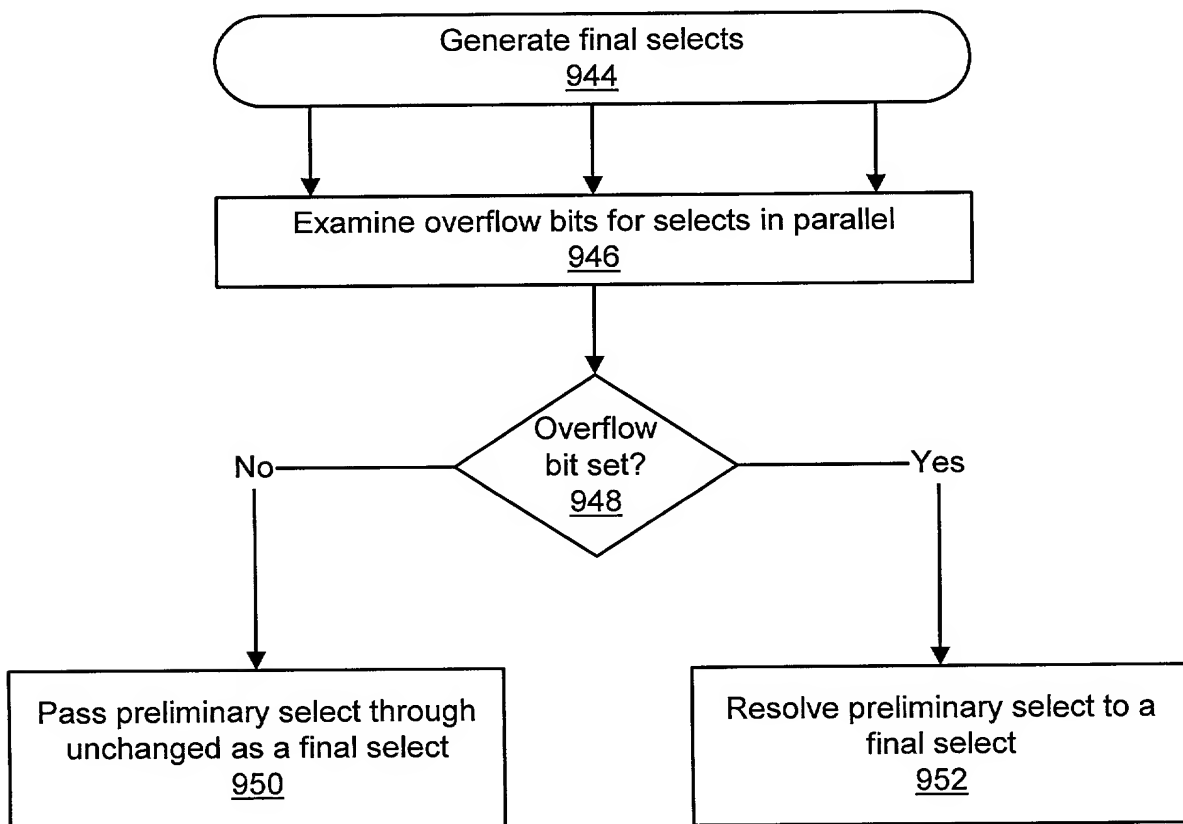 Generate final selects
944
Examine overflow bits for selects in parallel
946
Overflow
bit set?
948
No
Yes
Pass preliminary select through
unchanged as a final select
950
Resolve preliminary select to a
final select
952